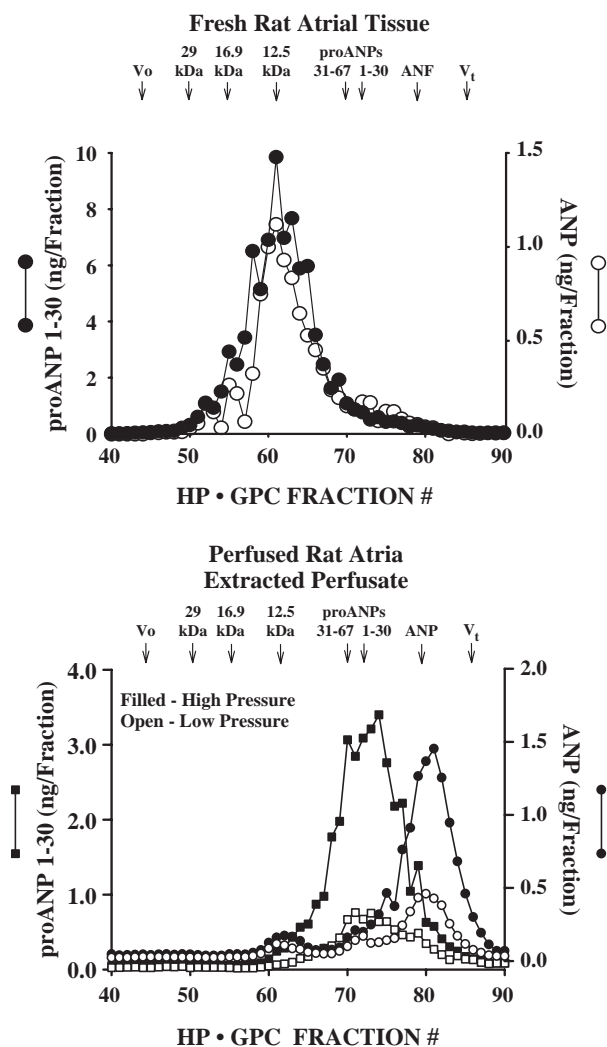 Fresh Rat Atrial Tissue
29 16.9 12.5 proANPs
Vo kDa kDa kDa 31-67 1-30 ANF Vt
proANP 1-30 (ng/Fraction)
10
8
6
4
2
0
ANP (ng/Fraction)
1.5
1.0
0.5
0.0
40 50 60 70 80 90
HP • GPC FRACTION #
Perfused Rat Atria
Extracted Perfusate
29 16.9 12.5 proANPs
Vo kDa kDa kDa 31-67 1-30 ANP Vt
Filled - High Pressure
Open - Low Pressure
proANP 1-30 (ng/Fraction)
4.0
3.0
2.0
1.0
0.0
ANP (ng/Fraction)
2.0
1.5
1.0
0.5
0.0
40 50 60 70 80 90
HP • GPC FRACTION #